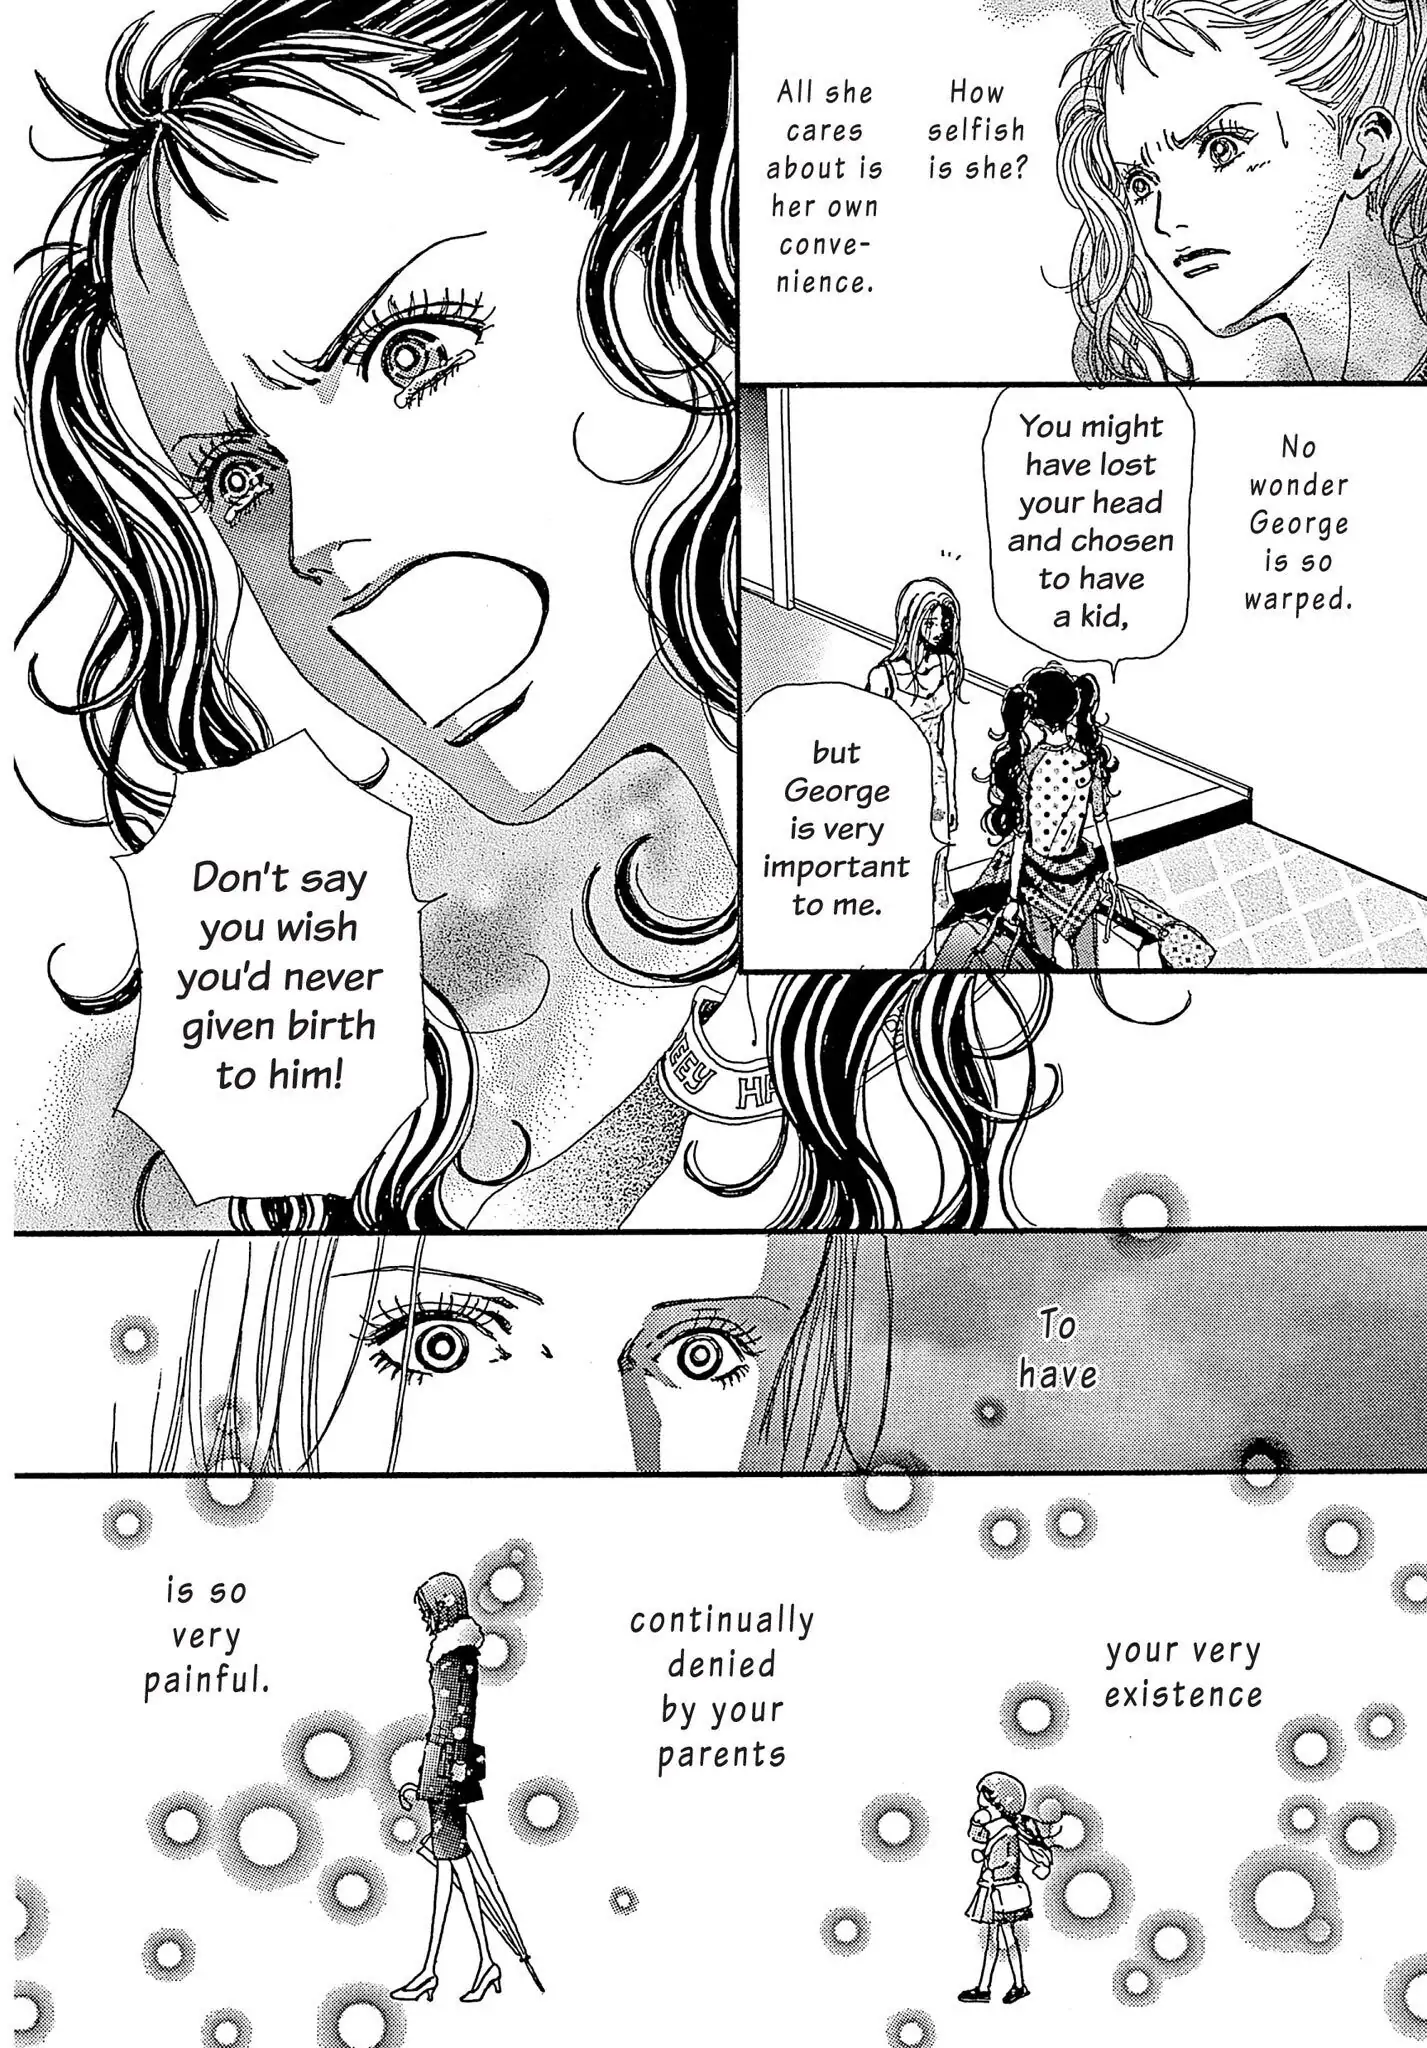 How
selfish
is she?
All she
cares
about is
her own
conve-
nience.
No
wonder
George
is so
warped.
You might
have lost
your head
and chosen
to have
a kid,
but
George
is very
important
to me.
Don't say
you wish
you'd never
given birth
to him!
EEY HA
To
have
your very
existence
continually
denied
by your
parents
is so
very
painful.